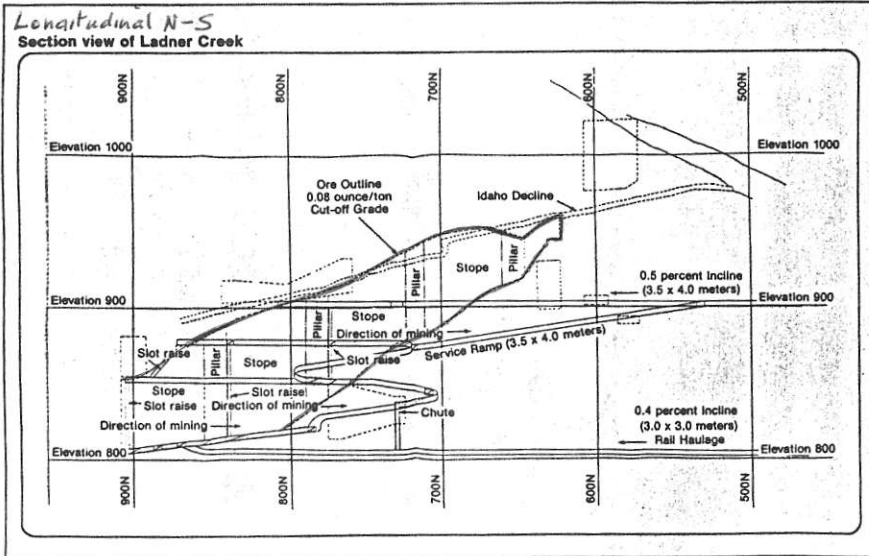 Longitudinal N-S
Section view of Ladner Creek
900N
800N
700N
600N
500N
Elevation 1000
Elevation 1000
Ore Outline
0.08 ounce/ton
Cut-off Grade
Idaho Decline
Pillar
Stope
Pillar
0.5 percent Incline
(3.5 x 4.0 meters)
Elevation 900
Elevation 900
Pillar
Stope
Direction of mining
Service Ramp (3.5 x 4.0 meters)
Slot raise
Pillar
Stope
Slot raise
Stope
Slot raise
Slot raise
Direction of mining
Direction of mining
Chute
0.4 percent Incline
(3.0 x 3.0 meters)
Rail Haulage
Elevation 800
Elevation 800
900N
800N
700N
600N
500N